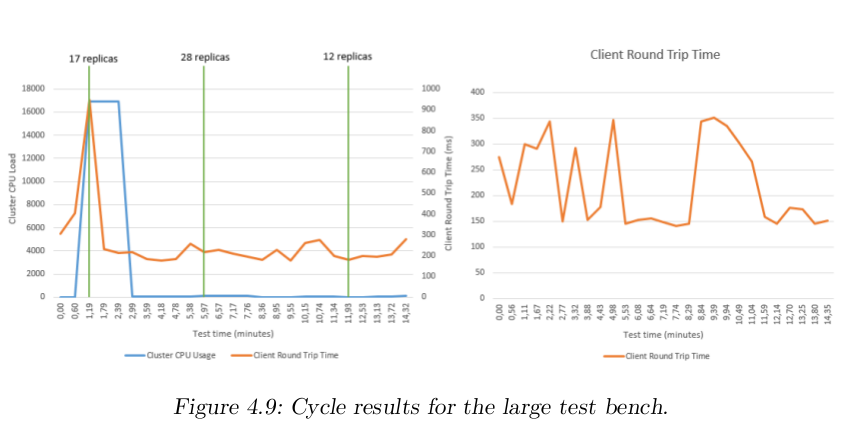 17 replicas 28 replicas 12 replicas
18000 16000 14000 12000 10000 8000 6000 4000 2000 0
Cluster CPU Load
1000 900 800 700 600 500 400 300 200 100 0
Client Round Trip Time (ms)
0,00 0,60 1,19 1,79 2,39 2,99 3,59 4,18 4,78 5,38 5,97 6,57 7,17 7,76 8,36 8,95 9,55 10,15 10,74 11,34 11,93 12,53 13,13 13,72 14,32
Test time (minutes)
Cluster CPU Usage Client Round Trip Time
Client Round Trip Time
400 350 300 250 200 150 100 50 0
0,00 0,56 1,11 1,67 2,22 2,77 3,32 3,88 4,43 4,98 5,53 6,08 6,64 7,19 7,74 8,29 8,84 9,39 9,94 10,49 11,04 11,59 12,14 12,70 13,25 13,80 14,35
Test time (minutes)
Client Round Trip Time
Figure 4.9: Cycle results for the large test bench.